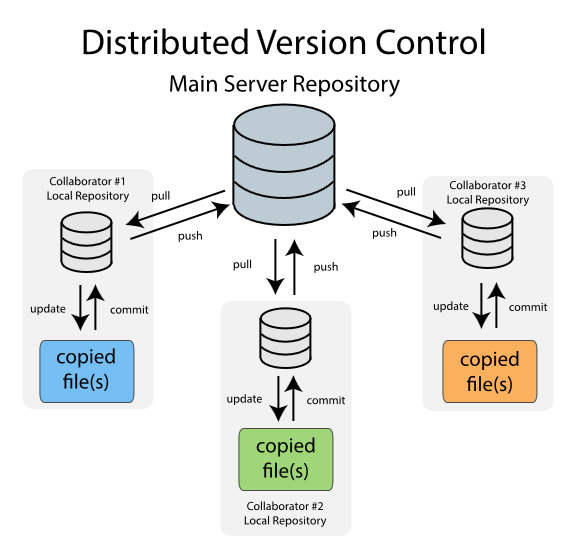 Distributed Version Control
Main Server Repository
Collaborator #1
Local Repository
pull
push
update
commit
copied
file(s)
pull
push
update
commit
copied
file(s)
Collaborator #2
Local Repository
Collaborator #3
Local Repository
pull
push
update
commit
copied
file(s)